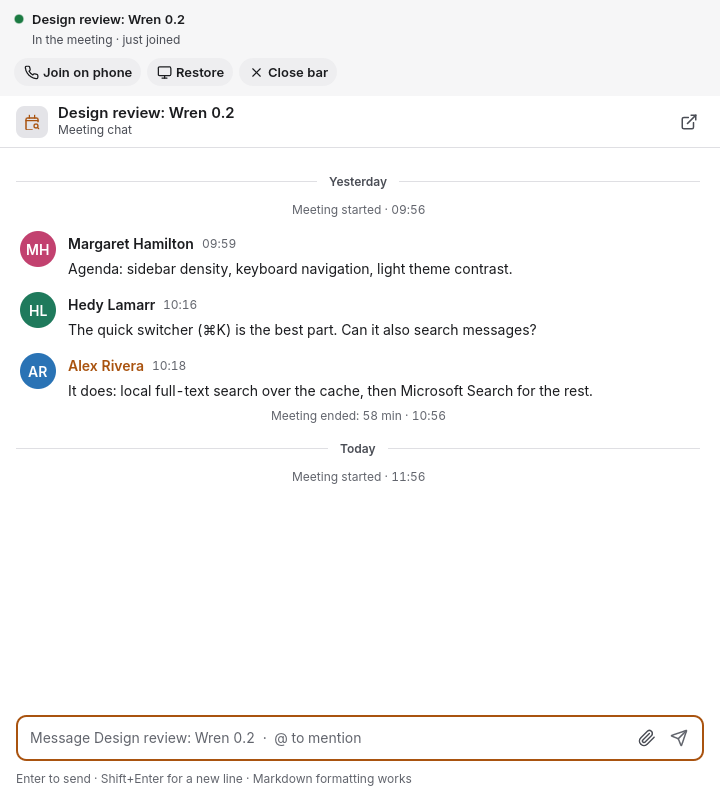 Design review: Wren 0.2
In the meeting · just joined
Join on phone
Restore
Close bar
Design review: Wren 0.2
Meeting chat
Yesterday
Meeting started · 09:56
MH
Margaret Hamilton 09:59
Agenda: sidebar density, keyboard navigation, light theme contrast.
HL
Hedy Lamarr 10:16
The quick switcher (⌘K) is the best part. Can it also search messages?
AR
Alex Rivera 10:18
It does: local full-text search over the cache, then Microsoft Search for the rest.
Meeting ended: 58 min · 10:56
Today
Meeting started · 11:56
Message Design review: Wren 0.2 · @ to mention
Enter to send · Shift+Enter for a new line · Markdown formatting works